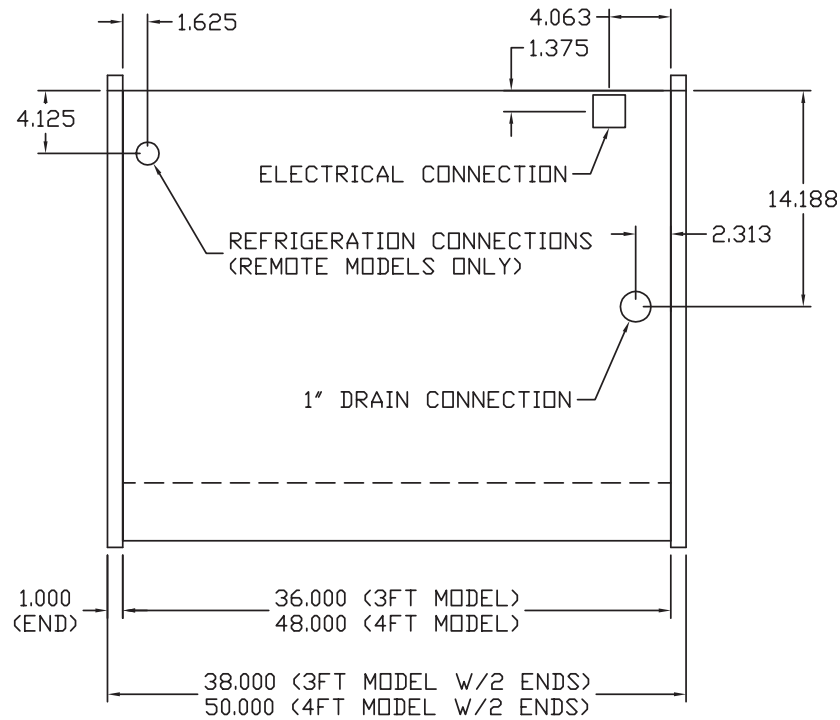 1.625
4.063
1.375
4.125
ELECTRICAL CONNECTION
14.188
REFRIGERATION CONNECTIONS
(REMOTE MODELS ONLY)
2.313
1" DRAIN CONNECTION
1.000
(END)
36.000 (3FT MODEL)
48.000 (4FT MODEL)
38.000 (3FT MODEL W/2 ENDS)
50.000 (4FT MODEL W/2 ENDS)